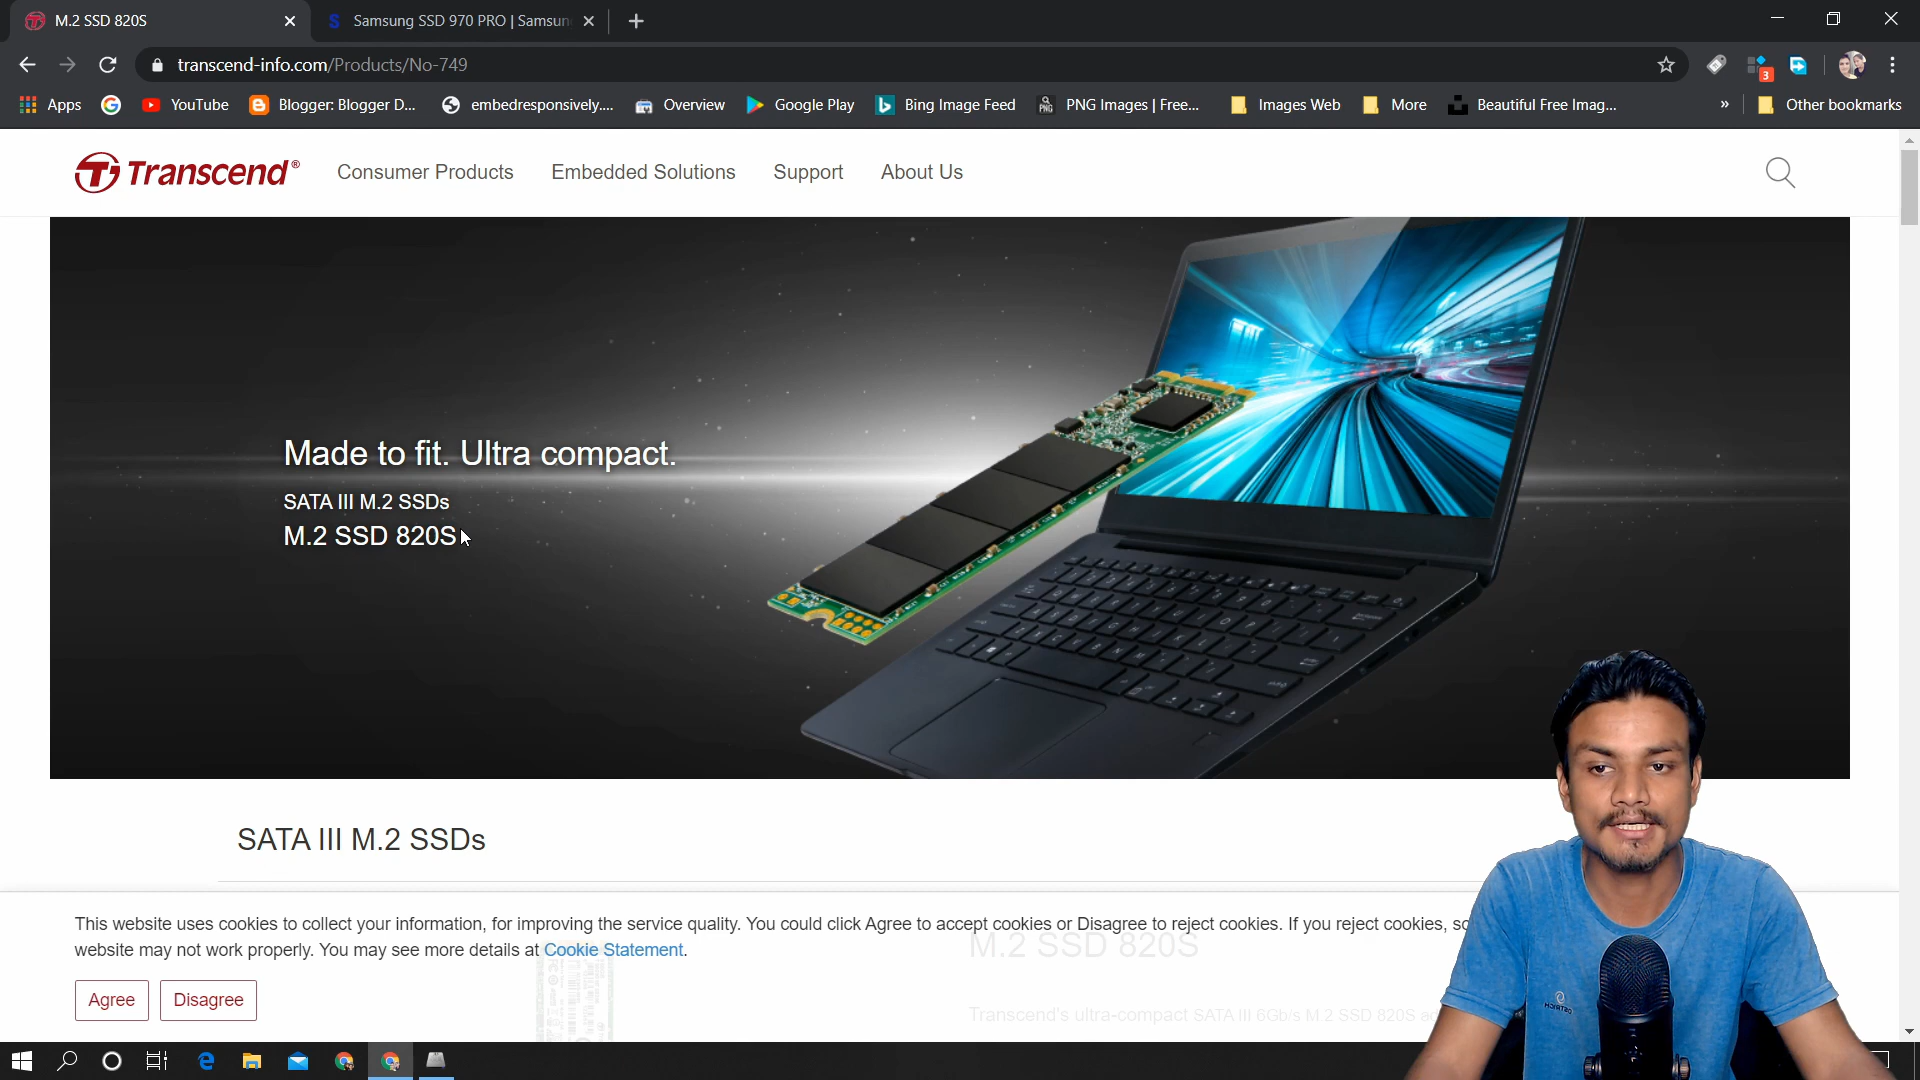 M.2 SSD 820S
Samsung SSD 970 PRO | Samsun
transcend-info.com/Products/No-749
3
Apps
YouTube
Blogger: Blogger D...
embedresponsively....
Overview
Google Play
Bing Image Feed
PNG Images | Free...
Images Web
More
Beautiful Free Imag...
»
Other bookmarks
Transcend®
Consumer Products
Embedded Solutions
Support
About Us
Made to fit. Ultra compact.
SATA III M.2 SSDs
M.2 SSD 820S
SATA III M.2 SSDs
This website uses cookies to collect your information, for improving the service quality. You could click Agree to accept cookies or Disagree to reject cookies. If you reject cookies, so
website may not work properly. You may see more details at Cookie Statement.
M.2 SSD 820S
Agree
Disagree
Transcend's ultra-compact SATA III 6Gb/s M.2 SSD 820S